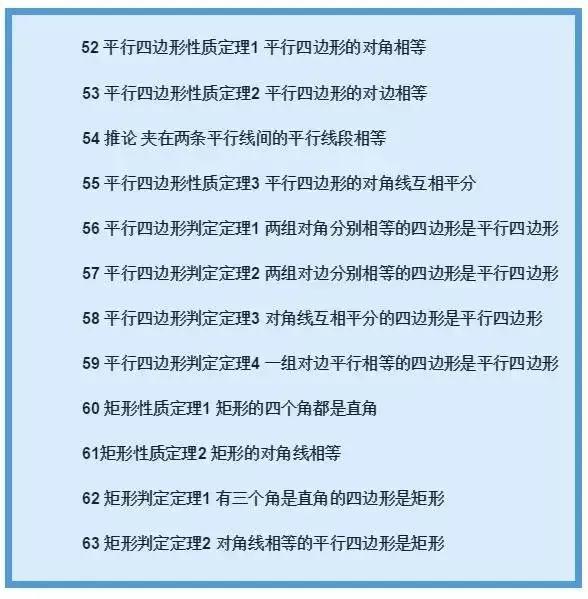 52 平行四边形性质定理1 平行四边形的对角相等
53 平行四边形性质定理2 平行四边形的对边相等
54 推论 夹在两条平行线间的平行线段相等
55 平行四边形性质定理3 平行四边形的对角线互相平分
56 平行四边形判定定理1 两组对角分别相等的四边形是平行四边形
57 平行四边形判定定理2 两组对边分别相等的四边形是平行四边形
58 平行四边形判定定理3 对角线互相平分的四边形是平行四边形
59 平行四边形判定定理4 一组对边平行相等的四边形是平行四边形
60 矩形性质定理1 矩形的四个角都是直角
61矩形性质定理2 矩形的对角线相等
62 矩形判定定理1 有三个角是直角的四边形是矩形
63 矩形判定定理2 对角线相等的平行四边形是矩形